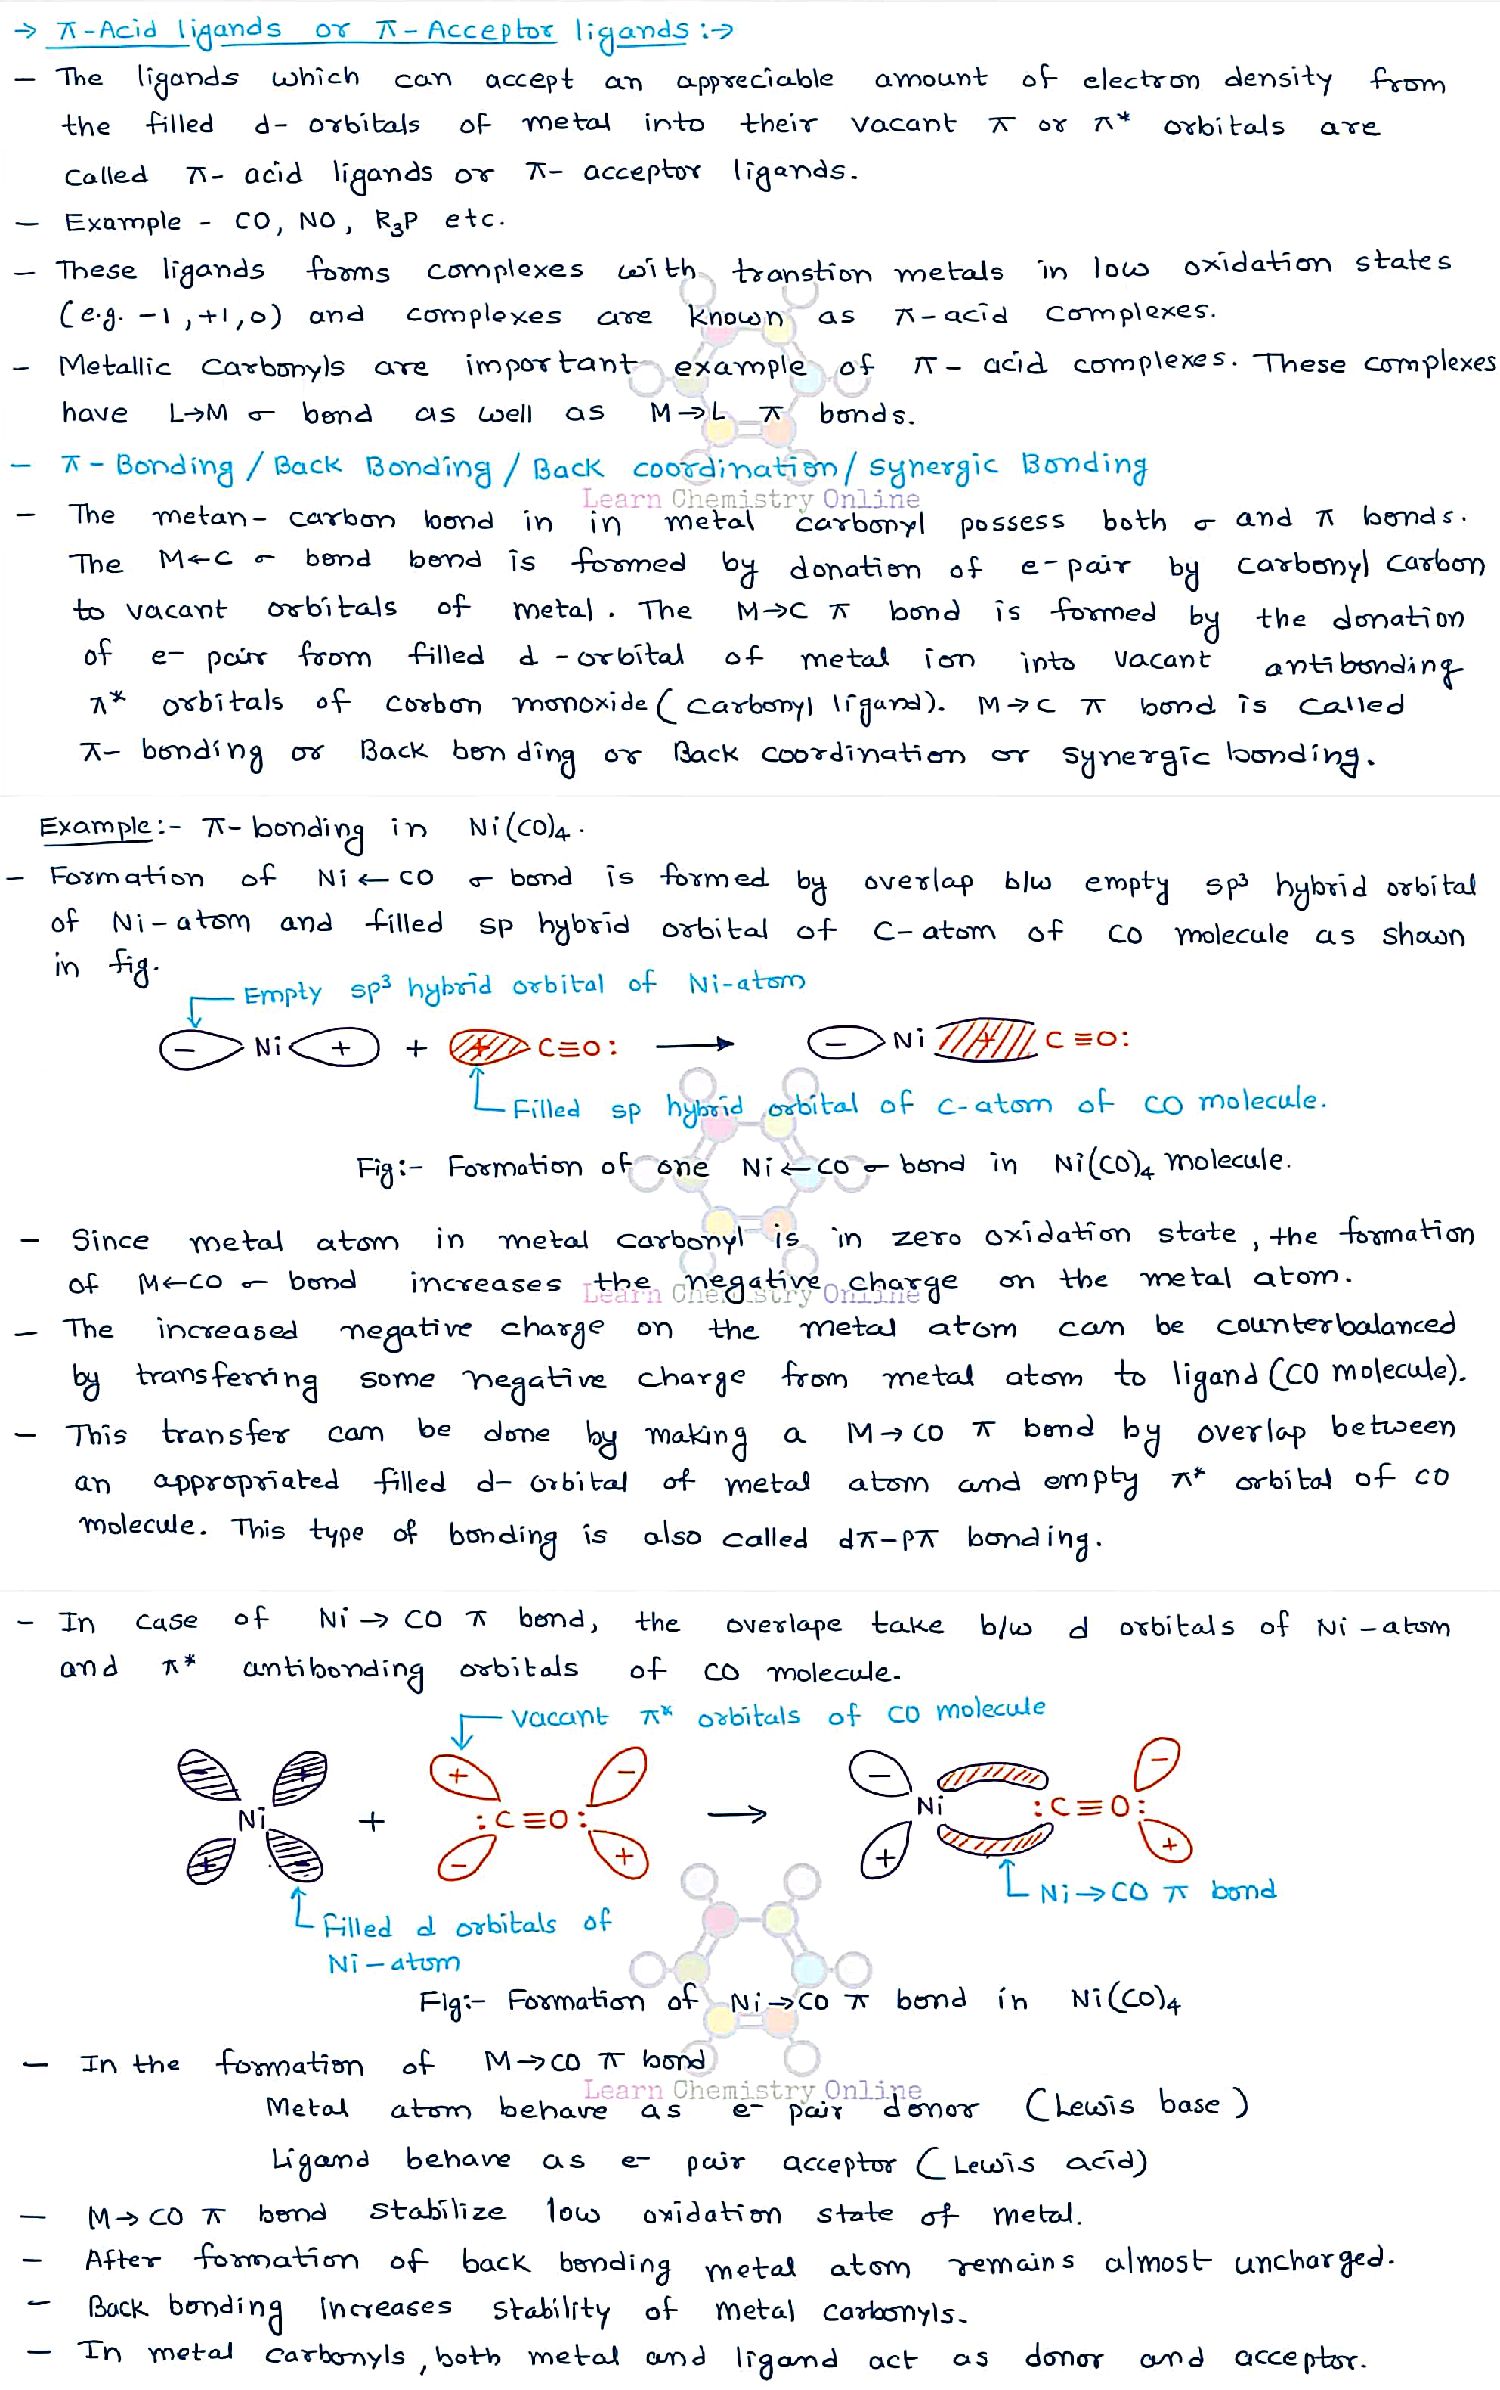 → π-Acid ligands or π-Acceptor ligands :→
- The ligands which can accept an appreciable amount of electron density from
the filled d-orbitals of metal into their vacant π or π* orbitals are
called π-acid ligands or π-acceptor ligands.
- Example - CO, NO, R₃P etc.
- These ligands forms complexes with transtion metals in low oxidation states
(e.g. -1, +1, 0) and complexes are known as π-acid complexes.
- Metallic Carbonyls are important example of π-acid complexes. These complexes
have L→M σ bond as well as M→L π bonds.
- π-Bonding / Back Bonding / Back coordination / synergic Bonding
Learn Chemistry Online
- The metan-carbon bond in in metal carbonyl possess both σ and π bonds.
The M←C σ bond bond is formed by donation of e-pair by carbonyl carbon
to vacant orbitals of metal. The M→C π bond is formed by the donation
of e- pair from filled d-orbital of metal ion into vacant antibonding
π* orbitals of corbon monoxide (carbonyl ligand). M→C π bond is called
π-bonding or Back bonding or Back coordination or synergic bonding.
Example :- π-bonding in Ni(CO)₄.
- Formation of Ni←CO σ bond is formed by overlap b/w empty sp³ hybrid orbital
of Ni-atom and filled sp hybrid orbital of C-atom of CO molecule as shown
in fig.
Empty sp³ hybrid orbital of Ni-atom
- Ni + + + C≡O: → - Ni + C≡O:
Filled sp hybrid orbital of C-atom of CO molecule.
Fig:- Formation of one Ni←CO σ bond in Ni(CO)₄ molecule.
- Since metal atom in metal carbonyl is in zero oxidation state, the formation
of M←CO σ bond increases the negative charge on the metal atom.
Learn Chemistry Online
- The increased negative charge on the metal atom can be counterbalanced
by transferring some negative charge from metal atom to ligand (CO molecule).
- This transfer can be done by making a M→CO π bond by overlap between
an appropriated filled d-orbital of metal atom and empty π* orbital of CO
molecule. This type of bonding is also called dπ-pπ bonding.
- In case of Ni→CO π bond, the overlape take b/w d orbitals of Ni-atom
and π* antibonding orbitals of CO molecule.
Vacant π* orbitals of CO molecule
- + + - - -
Ni + :C≡O: → Ni :C≡O:
+ - - + + +
Ni→CO π bond
Filled d orbitals of
Ni-atom
Fig:- Formation of Ni→CO π bond in Ni(CO)₄
- In the formation of M→CO π bond
Learn Chemistry Online
Metal atom behave as e- pair donor (Lewis base)
Ligand behave as e- pair acceptor (Lewis acid)
- M→CO π bond stabilize low oxidation state of metal.
- After formation of back bonding metal atom remains almost uncharged.
- Back bonding increases stability of metal carbonyls.
- In metal carbonyls, both metal and ligand act as donor and acceptor.